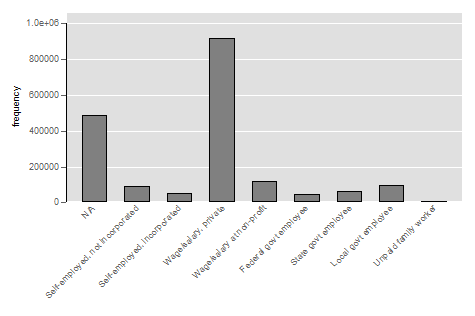 1.0e+06
800000
600000
400000
200000
0
frequency
NA
Self-employed, not incorporated
Self-employed, incorporated
Wage/salary, private
Wage/salary at non-profit
Federal govt employee
State govt employee
Local govt employee
Unpaid family worker